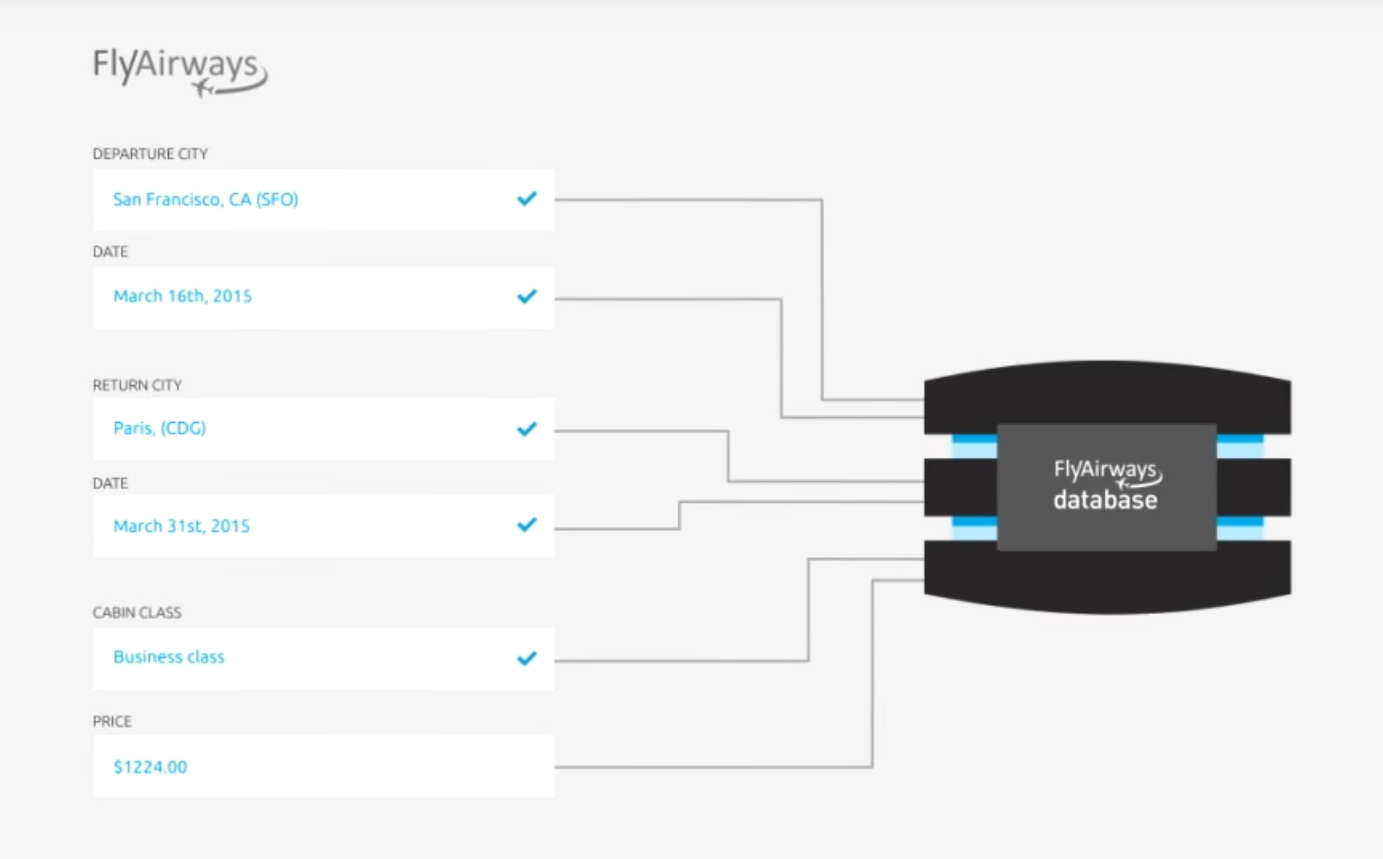 FlyAirways
DEPARTURE CITY
San Francisco, CA (SFO)
DATE
March 16th, 2015
RETURN CITY
Paris, (CDG)
DATE
March 31st, 2015
CABIN CLASS
Business class
PRICE
$1224.00
FlyAirways
database